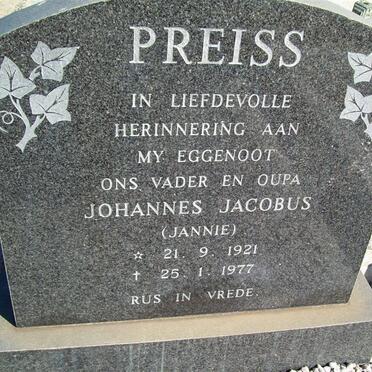 PREISS
IN LIEFDEVOLLE
HERINNERING AAN
MY EGGENOOT
ONS VADER EN OUPA
JOHANNES JACOBUS
(JANNIE)
☆ 21. 9. 1921
† 25. 1. 1977
RUS IN VREDE.